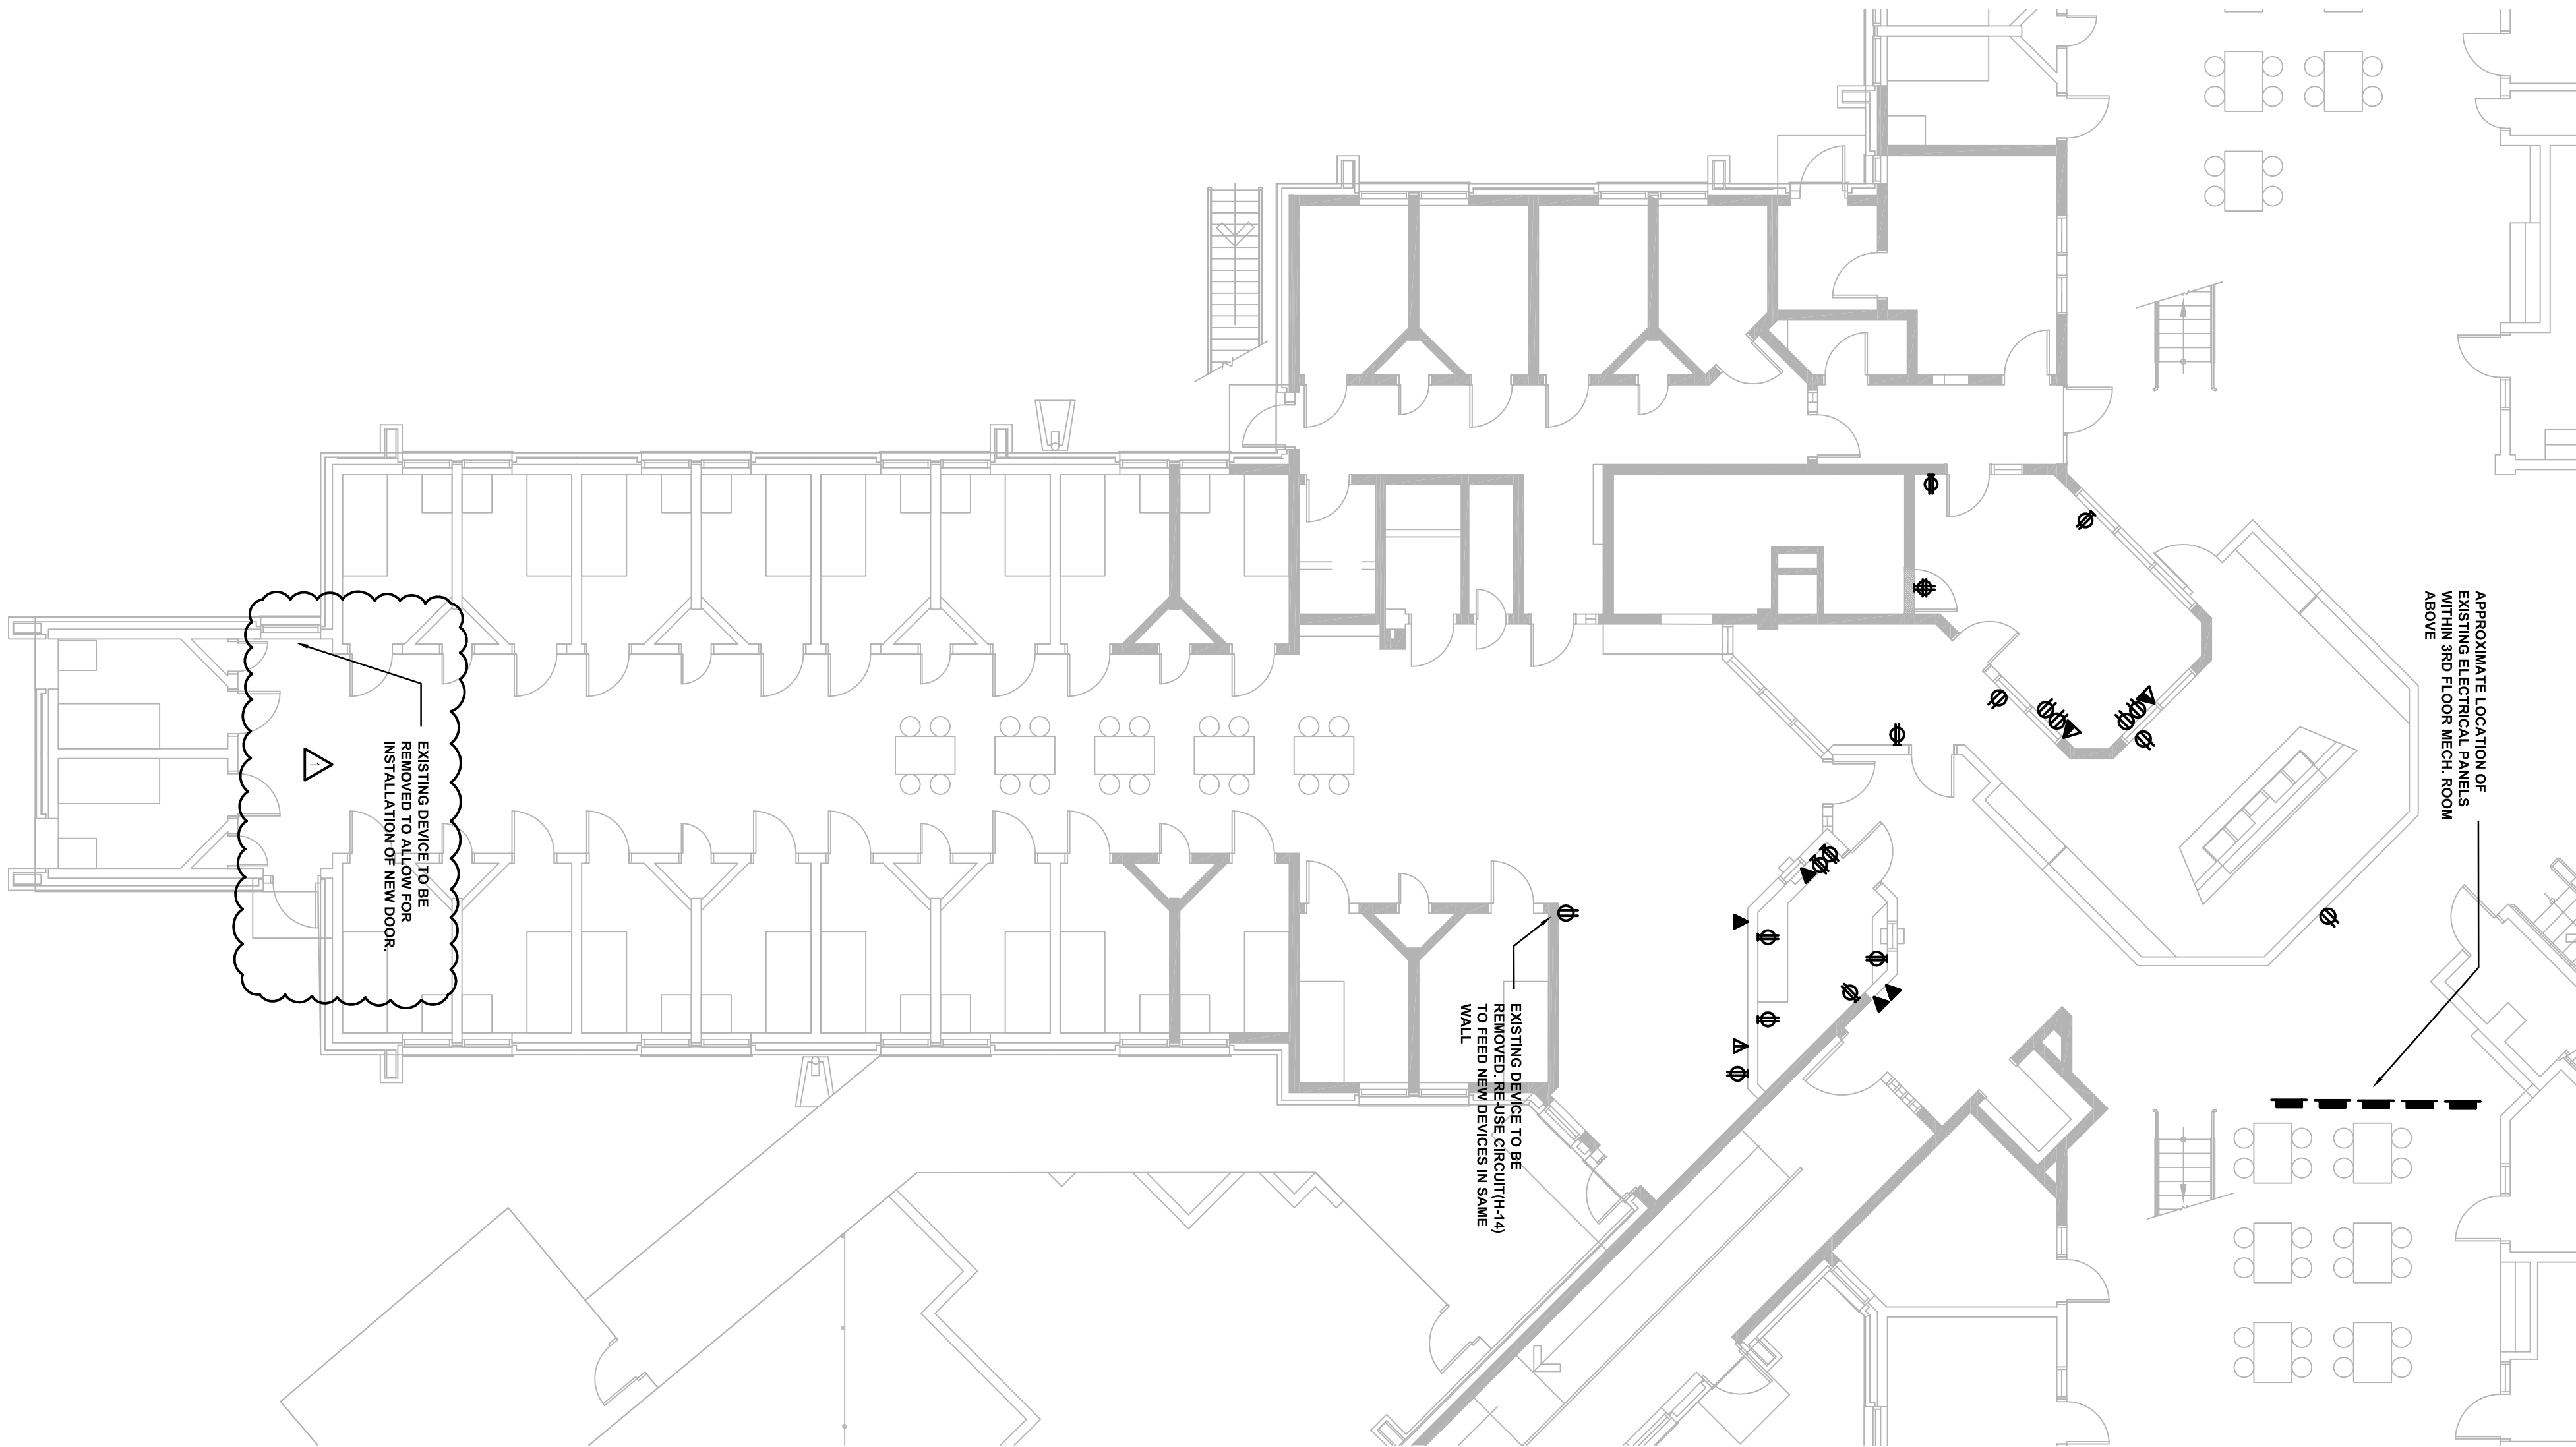 APPROXIMATE LOCATION OF
EXISTING ELECTRICAL PANELS
WITHIN 3RD FLOOR MECH. ROOM
ABOVE
EXISTING DEVICE TO BE
REMOVED. RE-USE CIRCUIT(H-14)
TO FEED NEW DEVICES IN SAME
WALL
EXISTING DEVICE TO BE
REMOVED TO ALLOW FOR
INSTALLATION OF NEW DOOR.
1